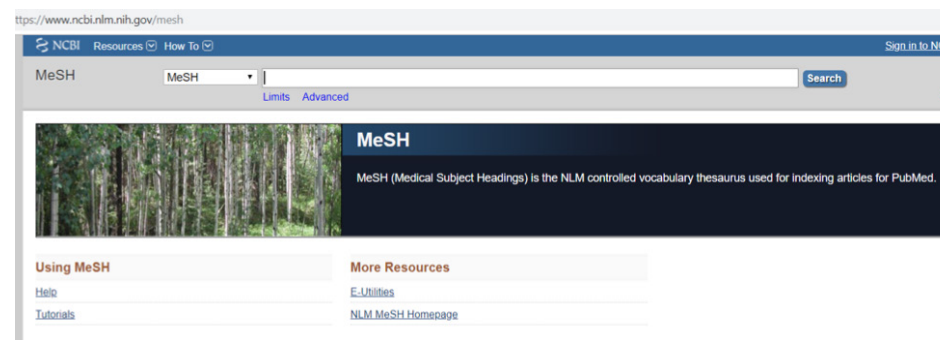 ttps://www.ncbi.nlm.nih.gov/mesh
NCBI Resources How To Sign in to N
MeSH MeSH Search
Limits Advanced
MeSH
MeSH (Medical Subject Headings) is the NLM controlled vocabulary thesaurus used for indexing articles for PubMed.
Using MeSH More Resources
Help E-Utilities
Tutorials NLM MeSH Homepage